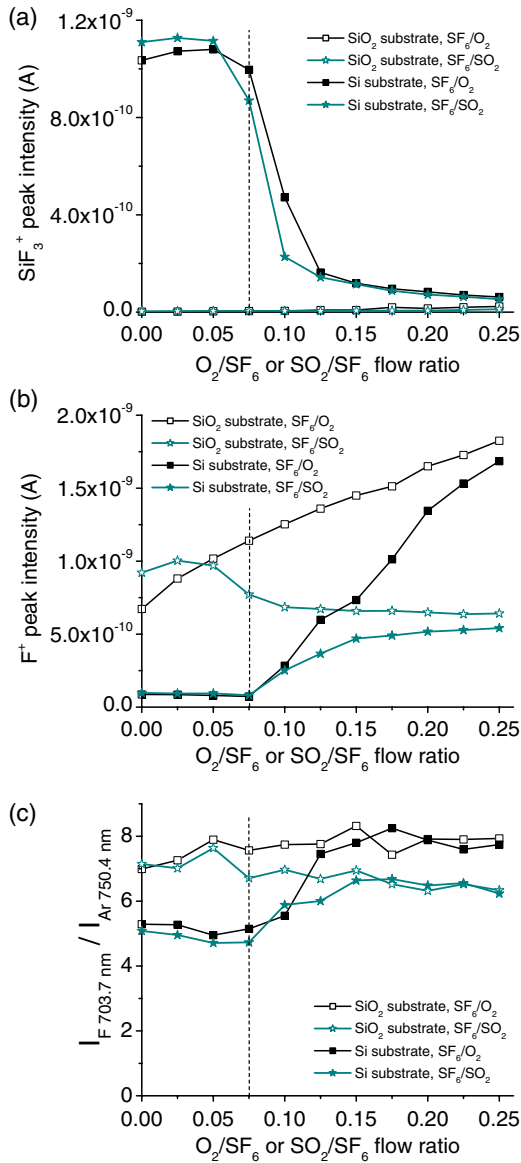 (a)
1.2x10⁻⁹
8.0x10⁻¹⁰
4.0x10⁻¹⁰
0.0
SiF₃⁺ peak intensity (A)
SiO₂ substrate, SF₆/O₂
SiO₂ substrate, SF₆/SO₂
Si substrate, SF₆/O₂
Si substrate, SF₆/SO₂
0.00 0.05 0.10 0.15 0.20 0.25
O₂/SF₆ or SO₂/SF₆ flow ratio
(b)
2.0x10⁻⁹
1.5x10⁻⁹
1.0x10⁻⁹
5.0x10⁻¹⁰
0.0
F⁺ peak intensity (A)
SiO₂ substrate, SF₆/O₂
SiO₂ substrate, SF₆/SO₂
Si substrate, SF₆/O₂
Si substrate, SF₆/SO₂
0.00 0.05 0.10 0.15 0.20 0.25
O₂/SF₆ or SO₂/SF₆ flow ratio
(c)
8
6
4
2
0
I F 703.7 nm / I Ar 750.4 nm
SiO₂ substrate, SF₆/O₂
SiO₂ substrate, SF₆/SO₂
Si substrate, SF₆/O₂
Si substrate, SF₆/SO₂
0.00 0.05 0.10 0.15 0.20 0.25
O₂/SF₆ or SO₂/SF₆ flow ratio